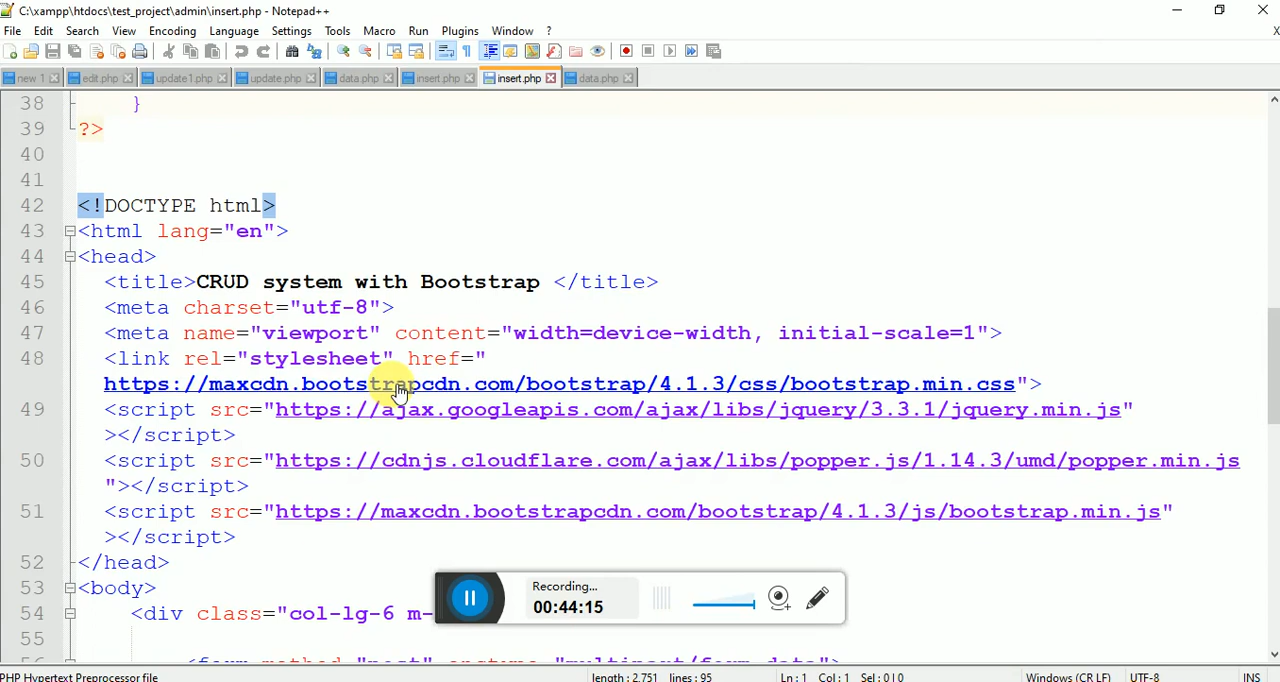 C:\xampp\htdocs\test_project\admin\insert.php - Notepad++
File Edit Search View Encoding Language Settings Tools Macro Run Plugins Window ? X
new 1 edit.php update1.php update.php data.php insert.php insert.php data.php
38 }
39 ?>
40
41
42 <!DOCTYPE html>
43 <html lang="en">
44 <head>
45 <title>CRUD system with Bootstrap </title>
46 <meta charset="utf-8">
47 <meta name="viewport" content="width=device-width, initial-scale=1">
48 <link rel="stylesheet" href="
https://maxcdn.bootstrapcdn.com/bootstrap/4.1.3/css/bootstrap.min.css">
49 <script src="https://ajax.googleapis.com/ajax/libs/jquery/3.3.1/jquery.min.js"
></script>
50 <script src="https://cdnjs.cloudflare.com/ajax/libs/popper.js/1.14.3/umd/popper.min.js
"></script>
51 <script src="https://maxcdn.bootstrapcdn.com/bootstrap/4.1.3/js/bootstrap.min.js"
></script>
52 </head>
53 <body>
54 <div class="col-lg-6 m-
55
Recording...
00:44:15
PHP Hypertext Preprocessor file length : 2,751 lines : 95 Ln : 1 Col : 1 Sel : 0 | 0 Windows (CR LF) UTF-8 INS